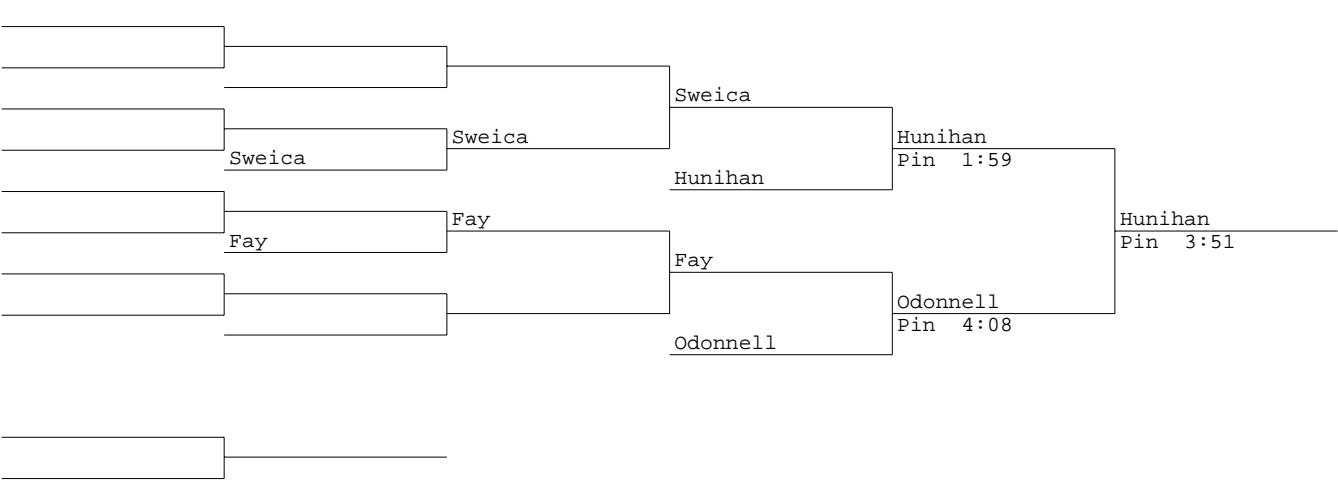 Sweica
Sweica
Hunihan
Pin 1:59
Sweica
Hunihan
Fay
Hunihan
Fay
Pin 3:51
Fay
Odonnell
Pin 4:08
Odonnell